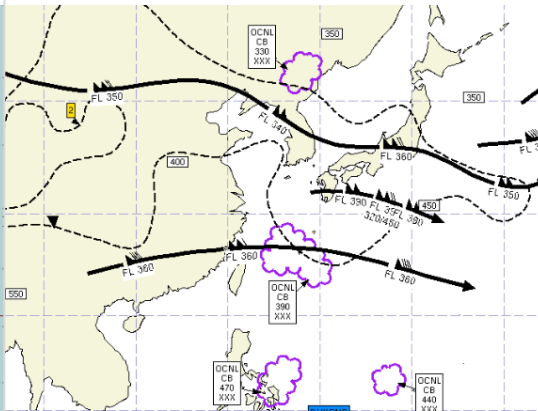 OCNL
CB
330
XXX
350
FL 350
350
2
FL 340
FL 360
400
FL 350
FL 390
FL 390
450
320/450
FL 360
FL 360
FL 360
550
OCNL
CB
390
XXX
OCNL
CB
470
XXX
OCNL
CB
440
XXX